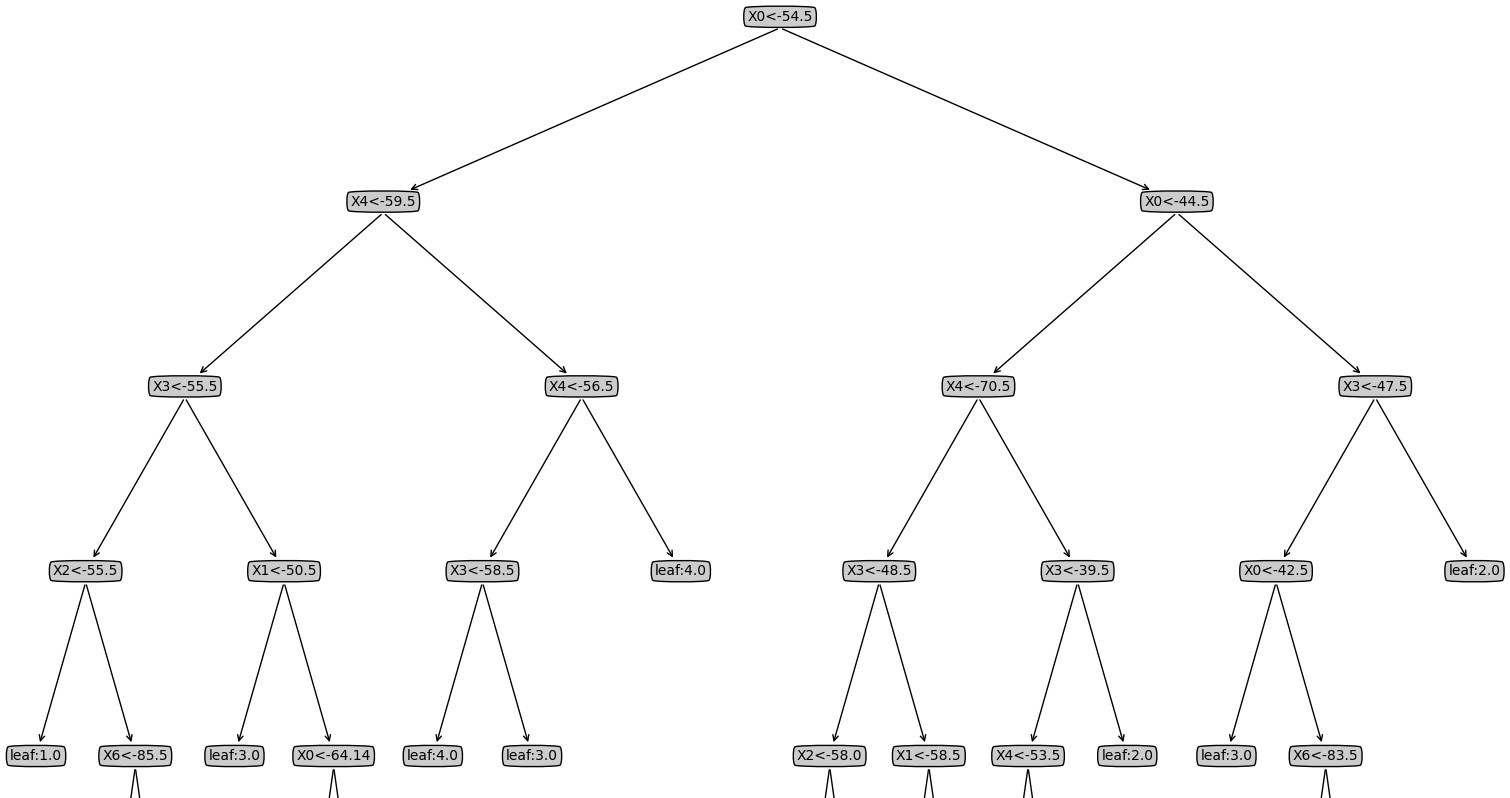 X0<-54.5
X4<-59.5
X0<-44.5
X3<-55.5
X4<-56.5
X4<-70.5
X3<-47.5
X2<-55.5
X1<-50.5
X3<-58.5
leaf:4.0
X3<-48.5
X3<-39.5
X0<-42.5
leaf:2.0
leaf:1.0
X6<-85.5
leaf:3.0
X0<-64.14
leaf:4.0
leaf:3.0
X2<-58.0
X1<-58.5
X4<-53.5
leaf:2.0
leaf:3.0
X6<-83.5